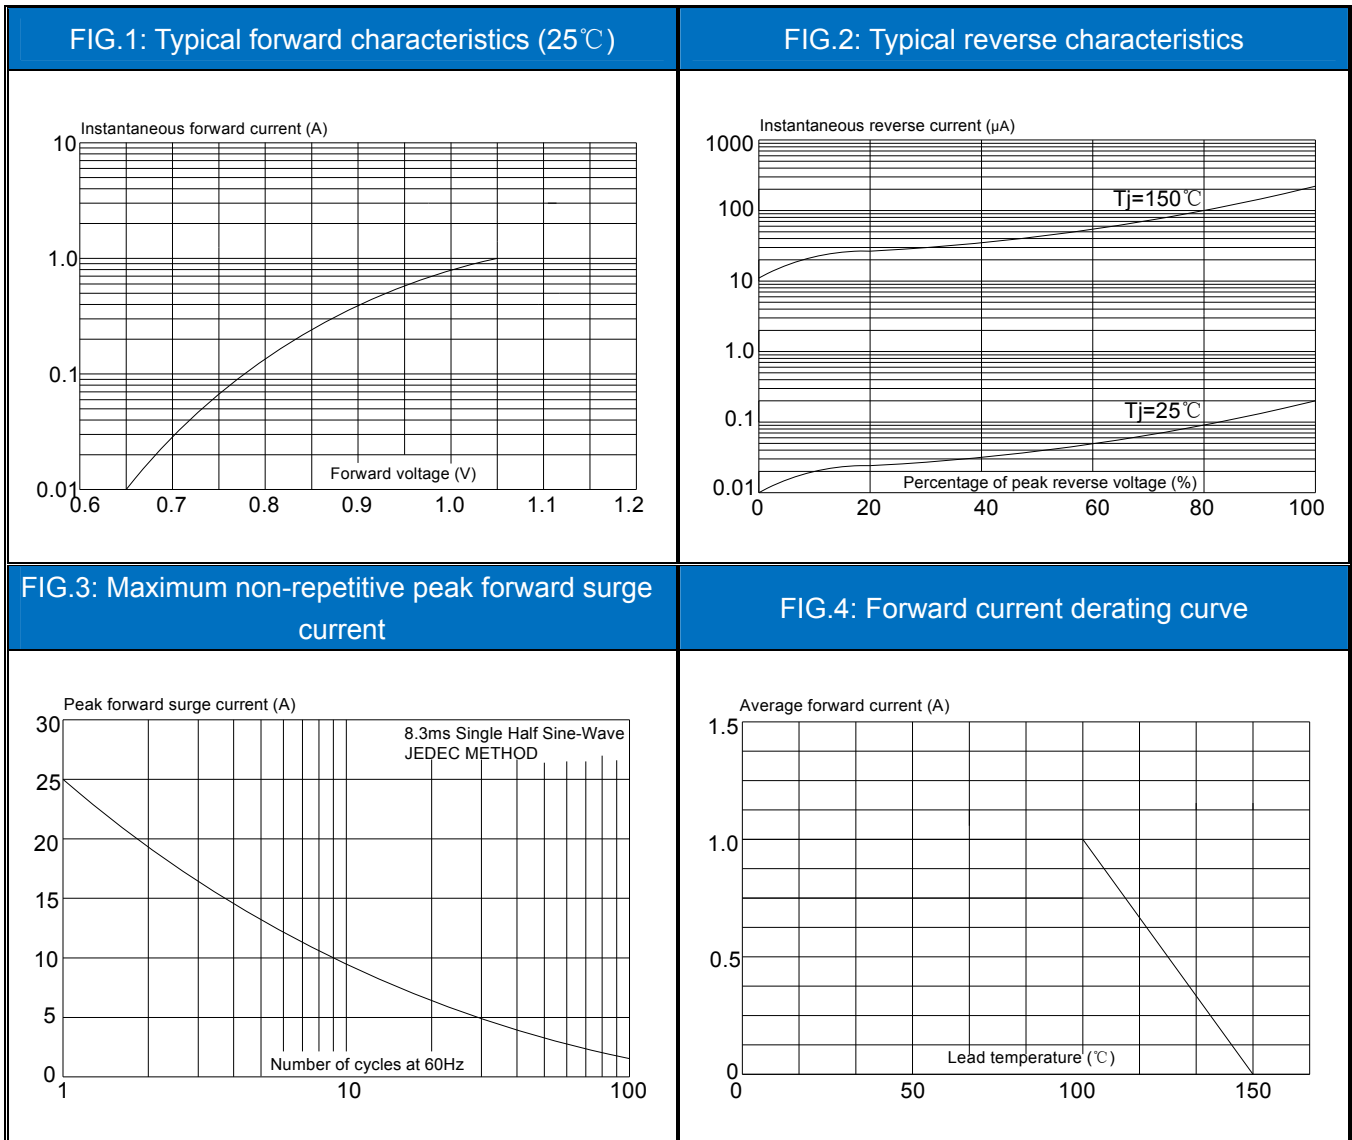 FIG.1: Typical forward characteristics (25℃)
FIG.2: Typical reverse characteristics
Instantaneous forward current (A)
10
1.0
0.1
0.01
Forward voltage (V)
0.6 0.7 0.8 0.9 1.0 1.1 1.2
Instantaneous reverse current (μA)
1000
Tj=150℃
100
10
1.0
Tj=25℃
0.1
0.01
Percentage of peak reverse voltage (%)
0 20 40 60 80 100
FIG.3: Maximum non-repetitive peak forward surge
current
FIG.4: Forward current derating curve
Peak forward surge current (A)
30
8.3ms Single Half Sine-Wave
JEDEC METHOD
25
20
15
10
5
0
Number of cycles at 60Hz
1 10 100
Average forward current (A)
1.5
1.0
0.5
0
Lead temperature (℃)
0 50 100 150